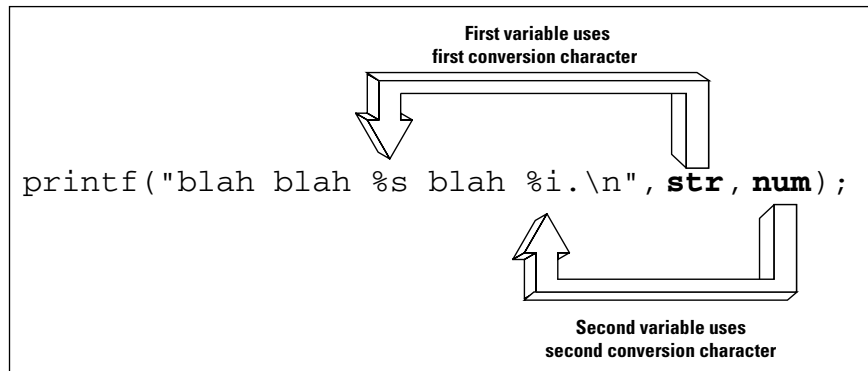 First variable uses
first conversion character
printf("blah blah %s blah %i.\n",str,num);
Second variable uses
second conversion character